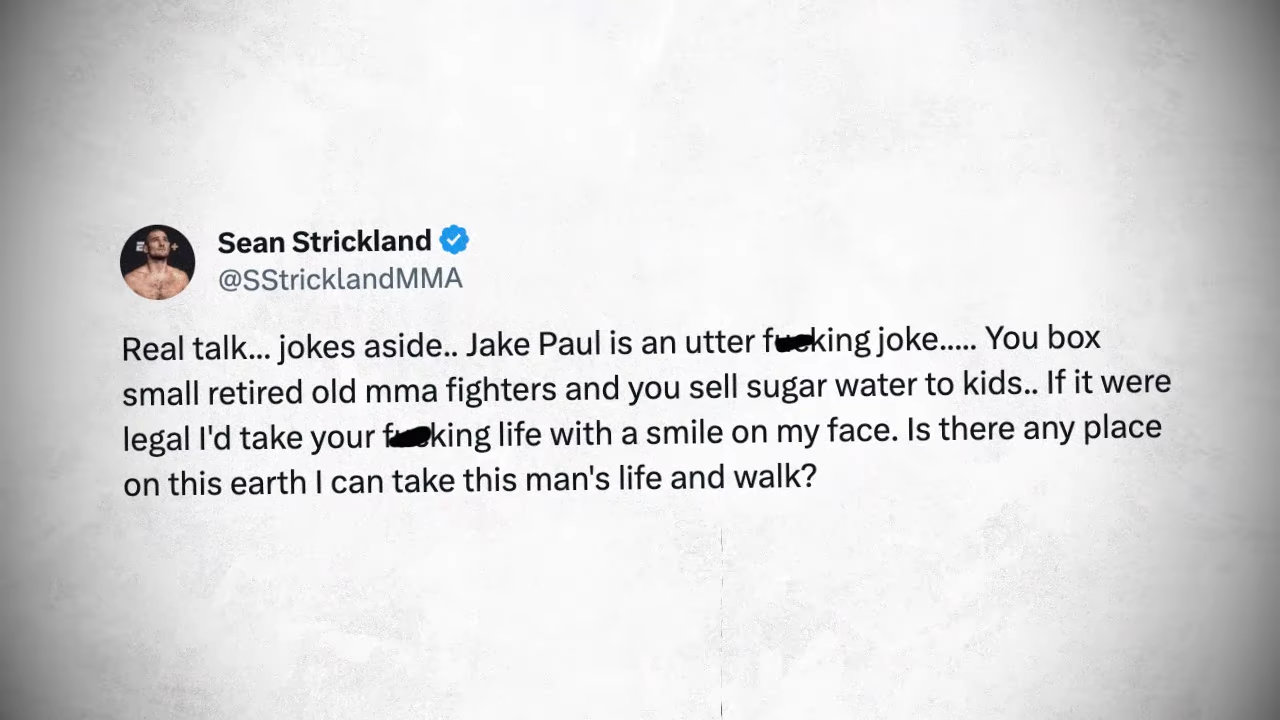 Sean Strickland
@SStricklandMMA
Real talk... jokes aside.. Jake Paul is an utter fucking joke..... You box
small retired old mma fighters and you sell sugar water to kids.. If it were
legal I'd take your fucking life with a smile on my face. Is there any place
on this earth I can take this man's life and walk?